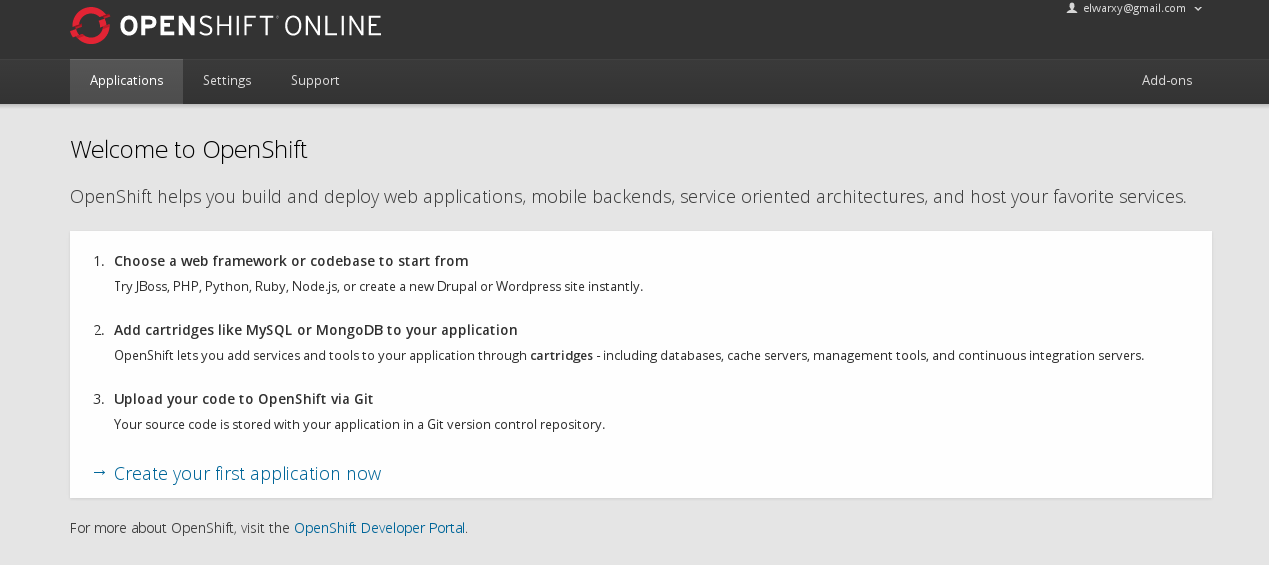 OPENSHIFT ONLINE
elwarxy@gmail.com
Applications Settings Support Add-ons
Welcome to OpenShift
OpenShift helps you build and deploy web applications, mobile backends, service oriented architectures, and host your favorite services.
1. Choose a web framework or codebase to start from
Try JBoss, PHP, Python, Ruby, Node.js, or create a new Drupal or Wordpress site instantly.
2. Add cartridges like MySQL or MongoDB to your application
OpenShift lets you add services and tools to your application through cartridges - including databases, cache servers, management tools, and continuous integration servers.
3. Upload your code to OpenShift via Git
Your source code is stored with your application in a Git version control repository.
→ Create your first application now
For more about OpenShift, visit the OpenShift Developer Portal.